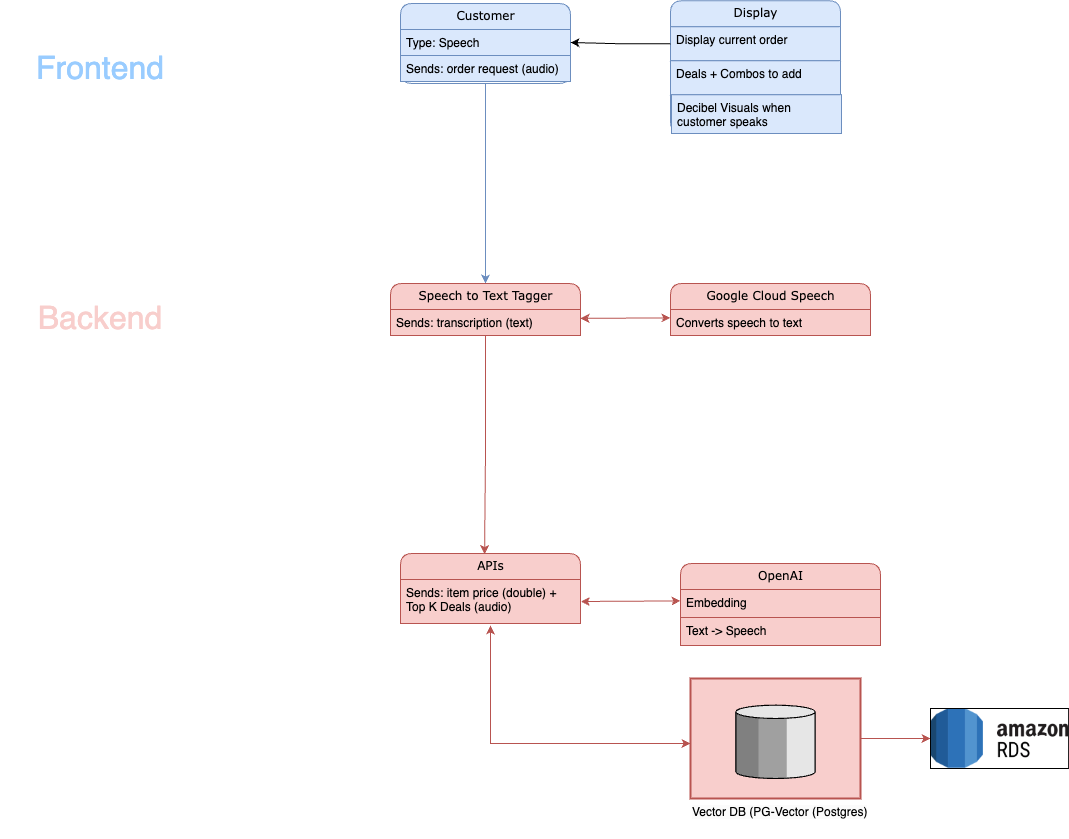 Customer
Type: Speech
Sends: order request (audio)
Display
Display current order
Deals + Combos to add
Decibel Visuals when
customer speaks
Frontend
Backend
Speech to Text Tagger
Sends: transcription (text)
Google Cloud Speech
Converts speech to text
APIs
Sends: item price (double) +
Top K Deals (audio)
OpenAI
Embedding
Text -> Speech
amazon
RDS
Vector DB (PG-Vector (Postgres)